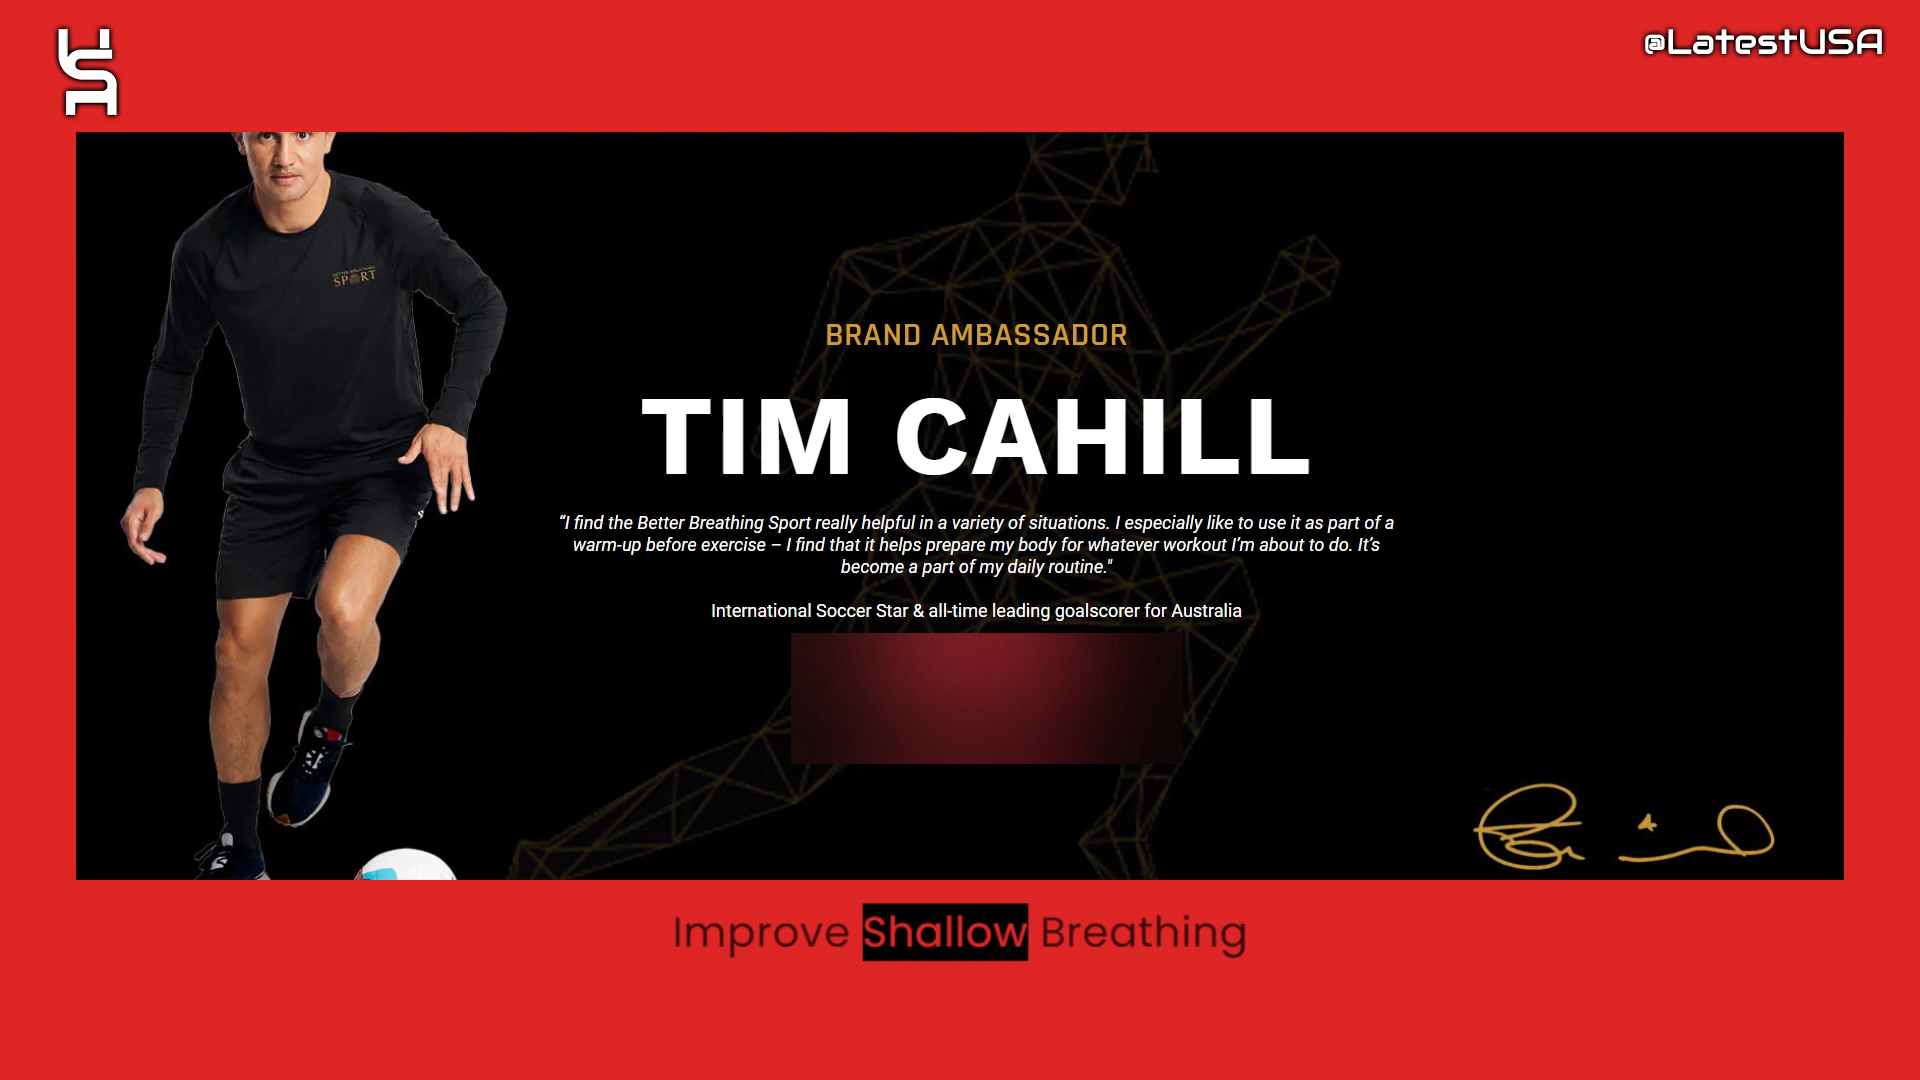 @LatestUSA
BETTER BREATHING
SPORT
BRAND AMBASSADOR
TIM CAHILL
“I find the Better Breathing Sport really helpful in a variety of situations. I especially like to use it as part of a
warm-up before exercise – I find that it helps prepare my body for whatever workout I’m about to do. It’s
become a part of my daily routine."
International Soccer Star & all-time leading goalscorer for Australia
Improve Shallow Breathing